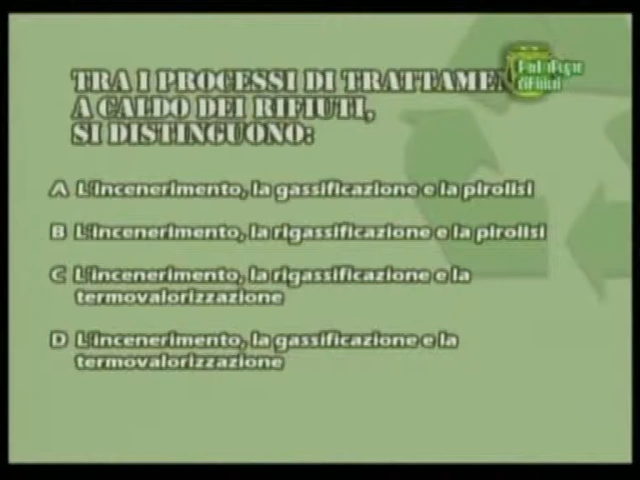 TRA I PROCESSI DI TRATTAMEN
A CALDO DEI RIFIUTI,
SI DISTINGUONO:
A L'incenerimento, la gassificazione e la pirolisi
B L'incenerimento, la rigassificazione e la pirolisi
C L'incenerimento, la rigassificazione e la
termovalorizzazione
D L'incenerimento, la gassificazione e la
termovalorizzazione